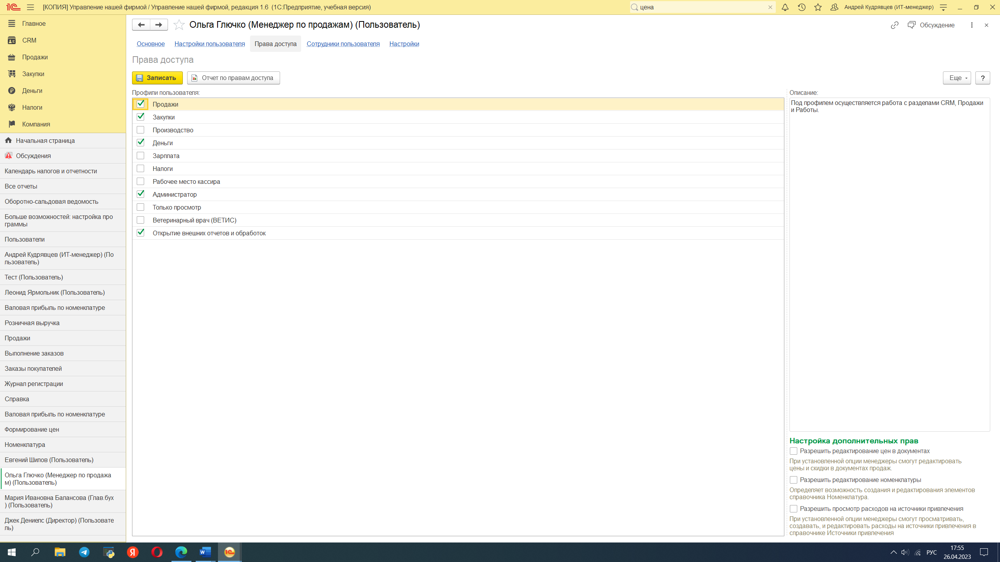 1С
[КОПИЯ] Управление нашей фирмой / Управление нашей фирмой, редакция 1.6 (1С:Предприятие, учебная версия)
цена
Андрей Кудрявцев (ИТ-менеджер)
Главное
CRM
Продажи
Закупки
Деньги
Налоги
Компания
Начальная страница
Обсуждения
Календарь налогов и отчетности
Все отчеты
Оборотно-сальдовая ведомость
Больше возможностей: настройка про
граммы
Пользователи
Андрей Кудрявцев (ИТ-менеджер) (По
льзователь)
Тест (Пользователь)
Леонид Ярмольник (Пользователь)
Валовая прибыль по номенклатуре
Розничная выручка
Продажи
Выполнение заказов
Заказы покупателей
Журнал регистрации
Справка
Валовая прибыль по номенклатуре
Формирование цен
Номенклатура
Евгений Шилов (Пользователь)
Ольга Глючко (Менеджер по продажа
м) (Пользователь)
Мария Ивановна Балансова (Глав.бух
) (Пользователь)
Джек Дениелс (Директор) (Пользовате
ль)
Ольга Глючко (Менеджер по продажам) (Пользователь)
Обсуждение
Основное Настройки пользователя Права доступа Сотрудники пользователя Настройки
Права доступа
Записать Отчет по правам доступа Еще ?
Профили пользователя:
Продажи
Закупки
Производство
Деньги
Зарплата
Налоги
Рабочее место кассира
Администратор
Только просмотр
Ветеринарный врач (ВЕТИС)
Открытие внешних отчетов и обработок
Описание:
Под профилем осуществляется работа с разделами CRM, Продажи
и Работы.
Настройка дополнительных прав
Разрешить редактирование цен в документах
При установленной опции менеджеры смогут редактировать
цены и скидки в документах продаж.
Разрешить редактирование номенклатуры
Определяет возможность создания и редактирования элементов
справочника Номенклатура.
Разрешить просмотр расходов на источники привлечения
При установленной опции менеджеры смогут просматривать,
создавать, и редактировать расходы на источники привлечения в
справочнике Источники привлечения
Я
W
1С
РУС
17:55
26.04.2023